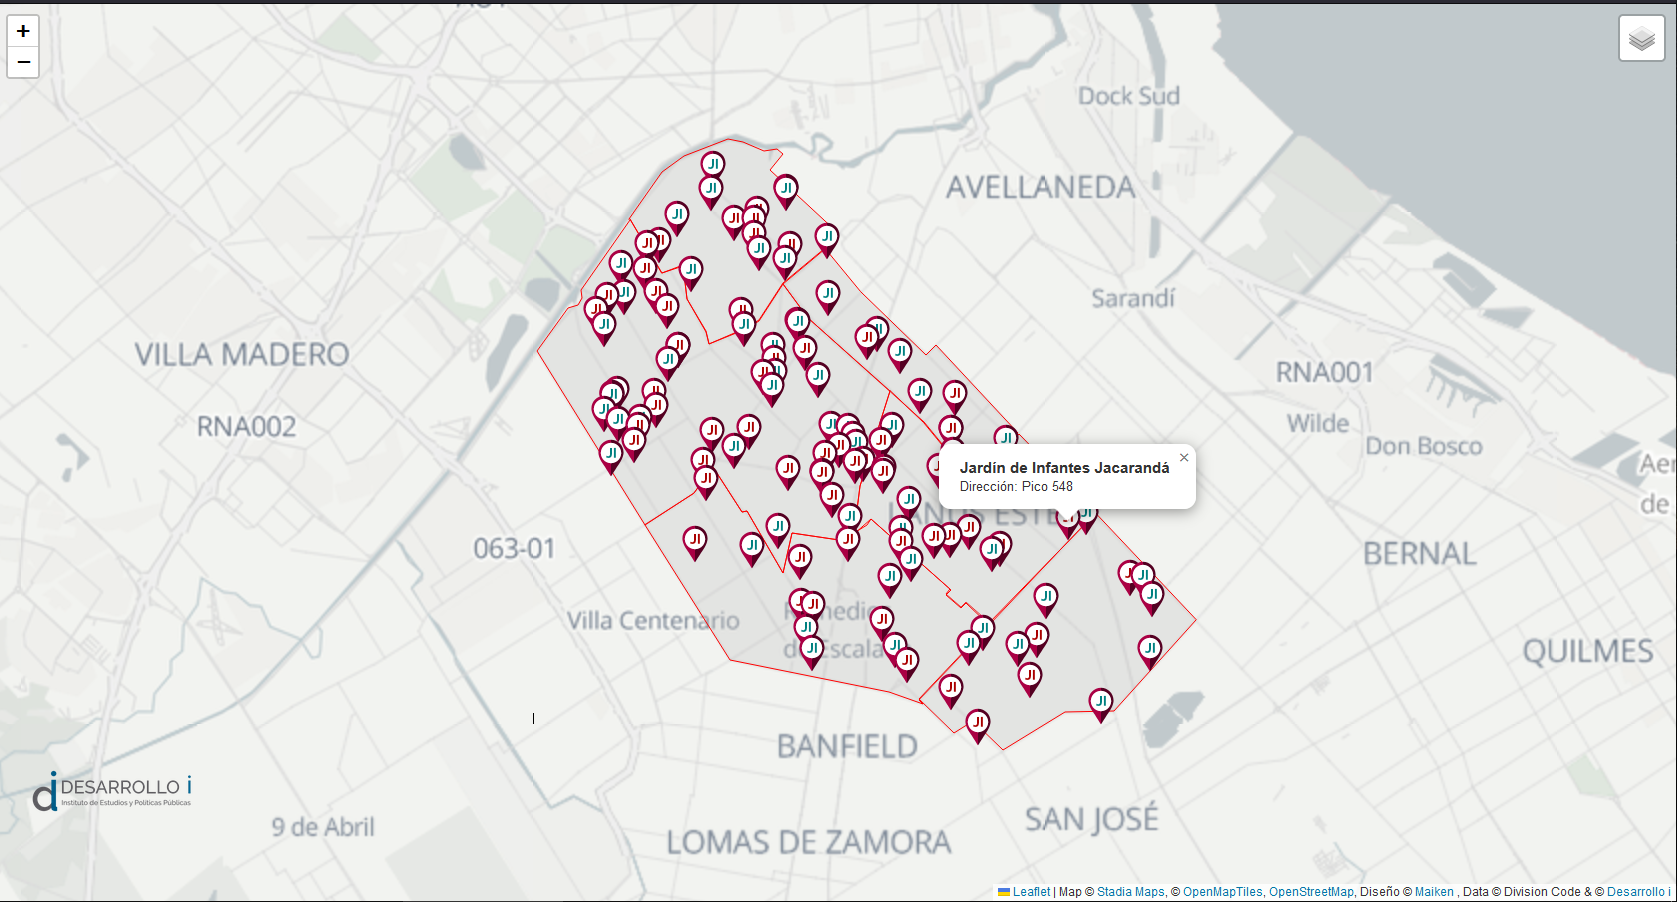 +
−
Dock Sud
AVELLANEDA
Sarandí
VILLA MADERO
RNA001
RNA002
Wilde
Don Bosco
Jardín de Infantes Jacarandá
×
Dirección: Pico 548
de
063-01
BERNAL
Villa Centenario
QUILMES
BANFIELD
DESARROLLO i
Instituto de Estudios y Políticas Públicas
9 de Abril
SAN JOSÉ
LOMAS DE ZAMORA
JI
Leaflet | Map © Stadia Maps, © OpenMapTiles, OpenStreetMap, Diseño © Maiken , Data © Division Code & © Desarrollo i